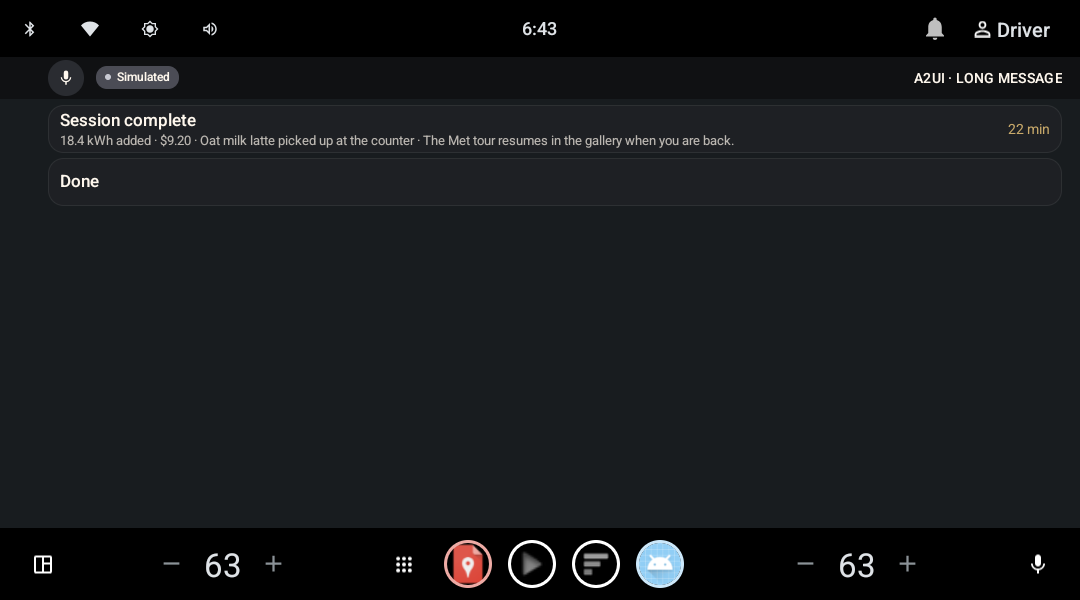 6:43
Driver
Simulated
A2UI · LONG MESSAGE
Session complete
18.4 kWh added · $9.20 · Oat milk latte picked up at the counter · The Met tour resumes in the gallery when you are back.
22 min
Done
63
63